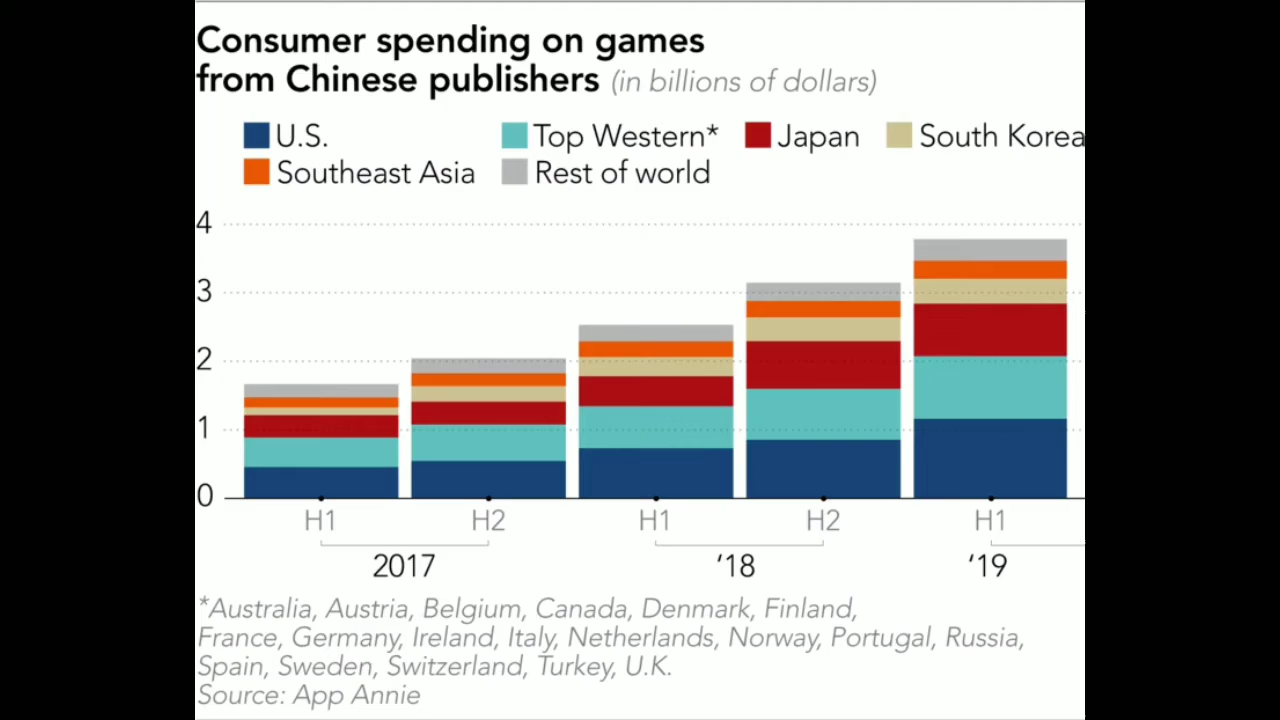 Consumer spending on games
from Chinese publishers (in billions of dollars)
U.S. Top Western* Japan South Korea
Southeast Asia Rest of world
4
3
2
1
0
H1 H2 H1 H2 H1
2017 ‘18 ‘19
*Australia, Austria, Belgium, Canada, Denmark, Finland,
France, Germany, Ireland, Italy, Netherlands, Norway, Portugal, Russia,
Spain, Sweden, Switzerland, Turkey, U.K.
Source: App Annie